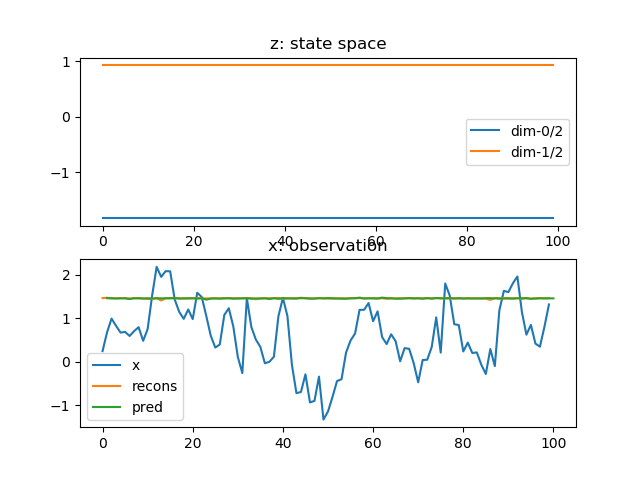 z: state space
1
0
−1
dim-0/2
dim-1/2
0 20 40 60 80 100
x: observation
2
1
0
−1
x
recons
pred
0 20 40 60 80 100